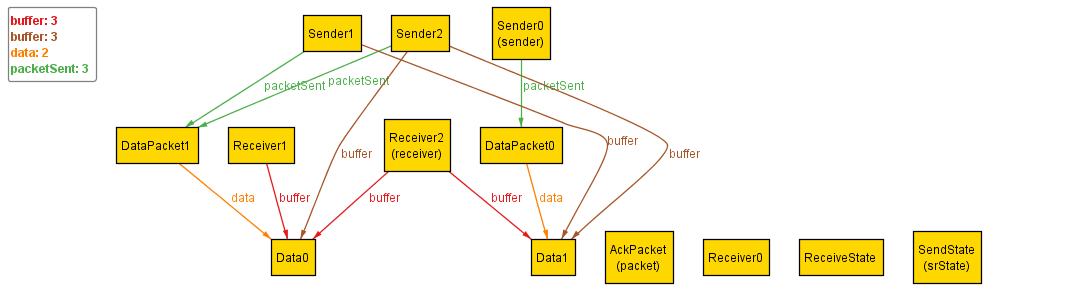 buffer: 3
buffer: 3
data: 2
packetSent: 3
Sender1
Sender2
Sender0
(sender)
packetSent
packetSent
packetSent
DataPacket1
Receiver1
Receiver2
(receiver)
DataPacket0
buffer
buffer
buffer
data
buffer
buffer
buffer
data
Data0
Data1
AckPacket
(packet)
Receiver0
ReceiveState
SendState
(srState)